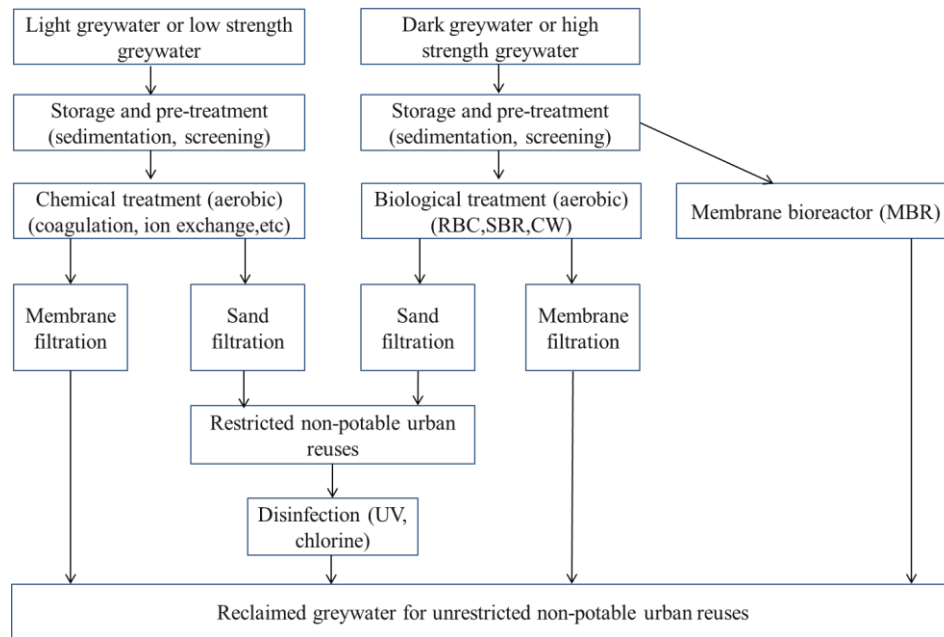 Light greywater or low strength
greywater
Dark greywater or high
strength greywater
Storage and pre-treatment
(sedimentation, screening)
Storage and pre-treatment
(sedimentation, screening)
Chemical treatment (aerobic)
(coagulation, ion exchange,etc)
Biological treatment (aerobic)
(RBC,SBR,CW)
Membrane bioreactor (MBR)
Membrane
filtration
Sand
filtration
Sand
filtration
Membrane
filtration
Restricted non-potable urban
reuses
Disinfection (UV,
chlorine)
Reclaimed greywater for unrestricted non-potable urban reuses